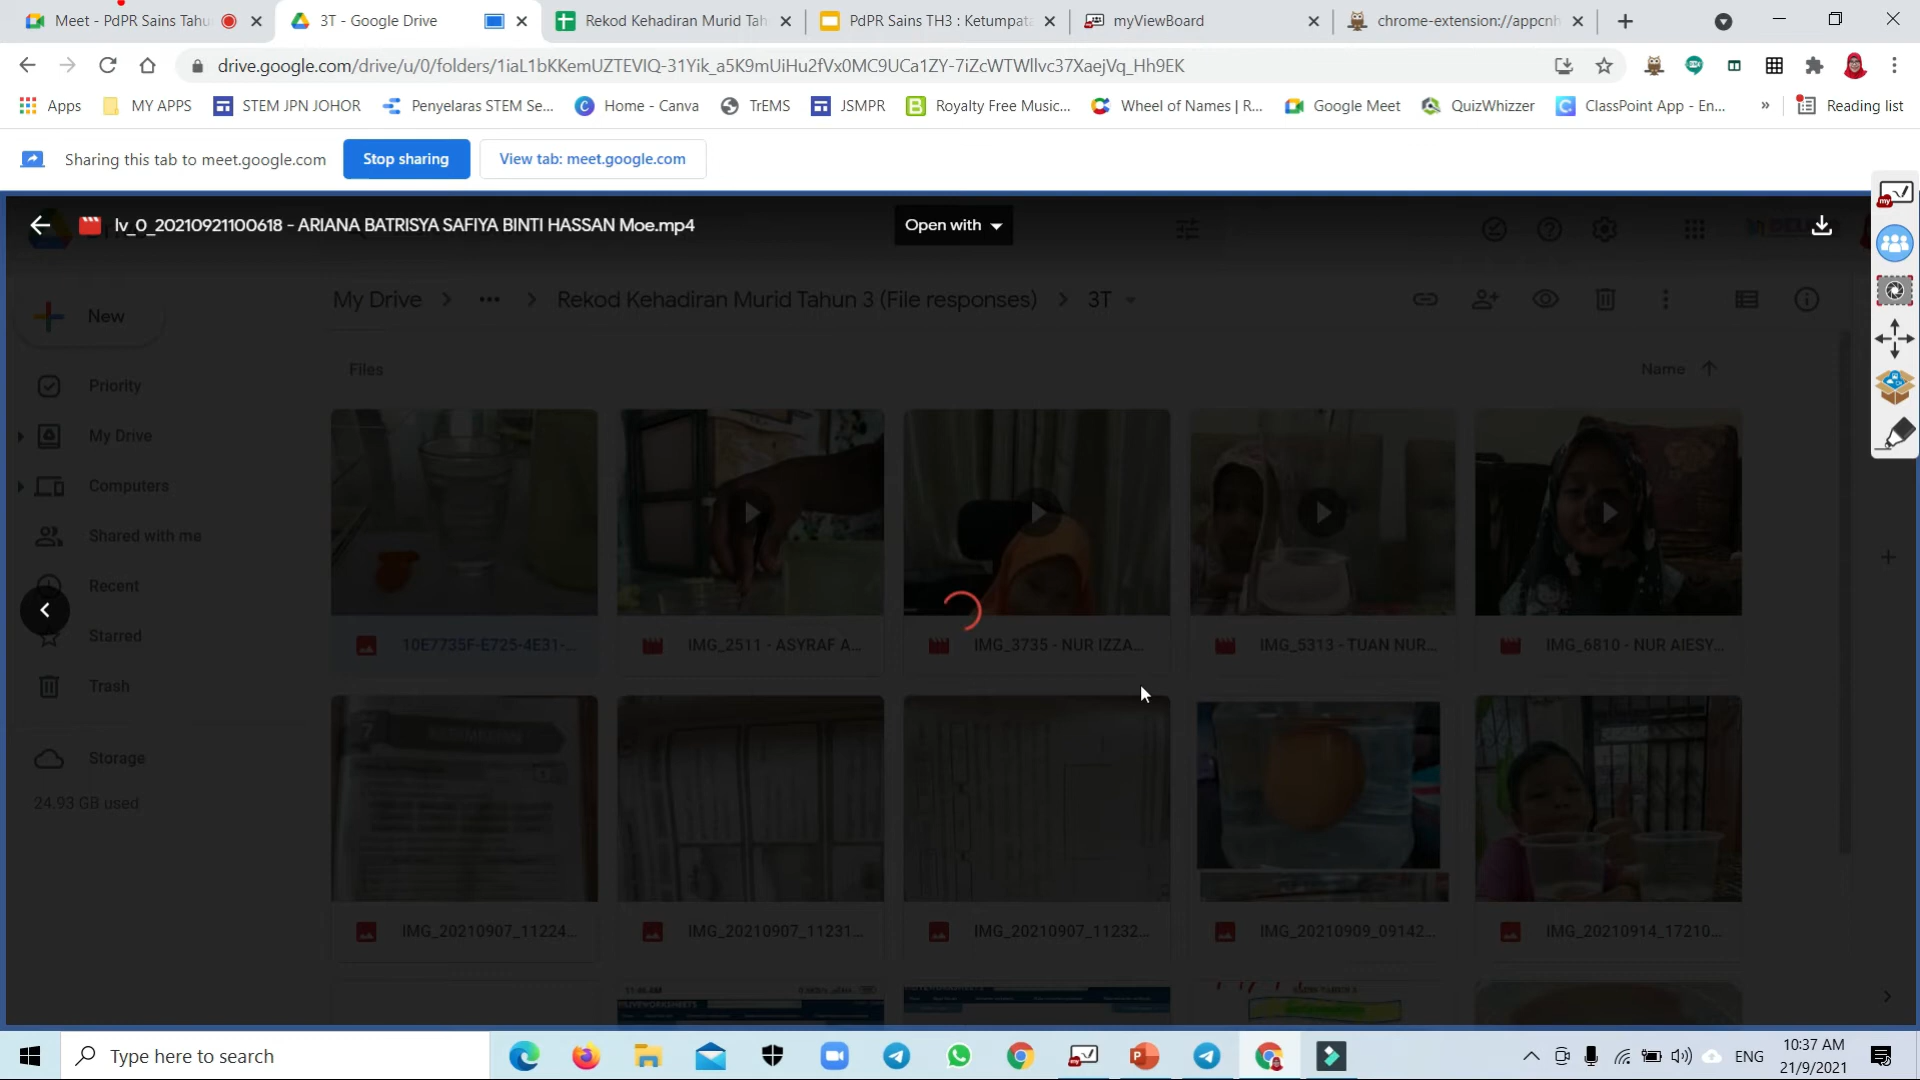 Meet - PdPR Sains Tahu
3T - Google Drive
Rekod Kehadiran Murid Tah
PdPR Sains TH3 : Ketumpata
myViewBoard
chrome-extension://appcnh
drive.google.com/drive/u/0/folders/1iaL1bKKemUZTEVIQ-31Yik_a5K9mUiHu2fVx0MC9UCa1ZY-7iZcWTWllvc37XaejVq_Hh9EK
Apps
MY APPS
STEM JPN JOHOR
Penyelaras STEM Se...
Home - Canva
TrEMS
JSMPR
Royalty Free Music...
Wheel of Names | R...
Google Meet
QuizWhizzer
ClassPoint App - En...
»
Reading list
Sharing this tab to meet.google.com
Stop sharing
View tab: meet.google.com
lv_0_20210921100618 - ARIANA BATRISYA SAFIYA BINTI HASSAN Moe.mp4
Open with
New
My Drive > ... > Rekod Kehadiran Murid Tahun 3 (File responses) > 3T
Files
Name
Priority
My Drive
Computers
Shared with me
Recent
Starred
Trash
Storage
24.93 GB used
10E7735F-E725-4E31-...
IMG_2511 - ASYRAF A...
IMG_3735 - NUR IZZA...
IMG_5313 - TUAN NUR...
IMG_6810 - NUR AIESY...
7
IMG_20210907_11224...
IMG_20210907_11231...
IMG_20210907_11232...
IMG_20210909_09142...
IMG_20210914_17210...
Type here to search
ENG
10:37 AM
21/9/2021